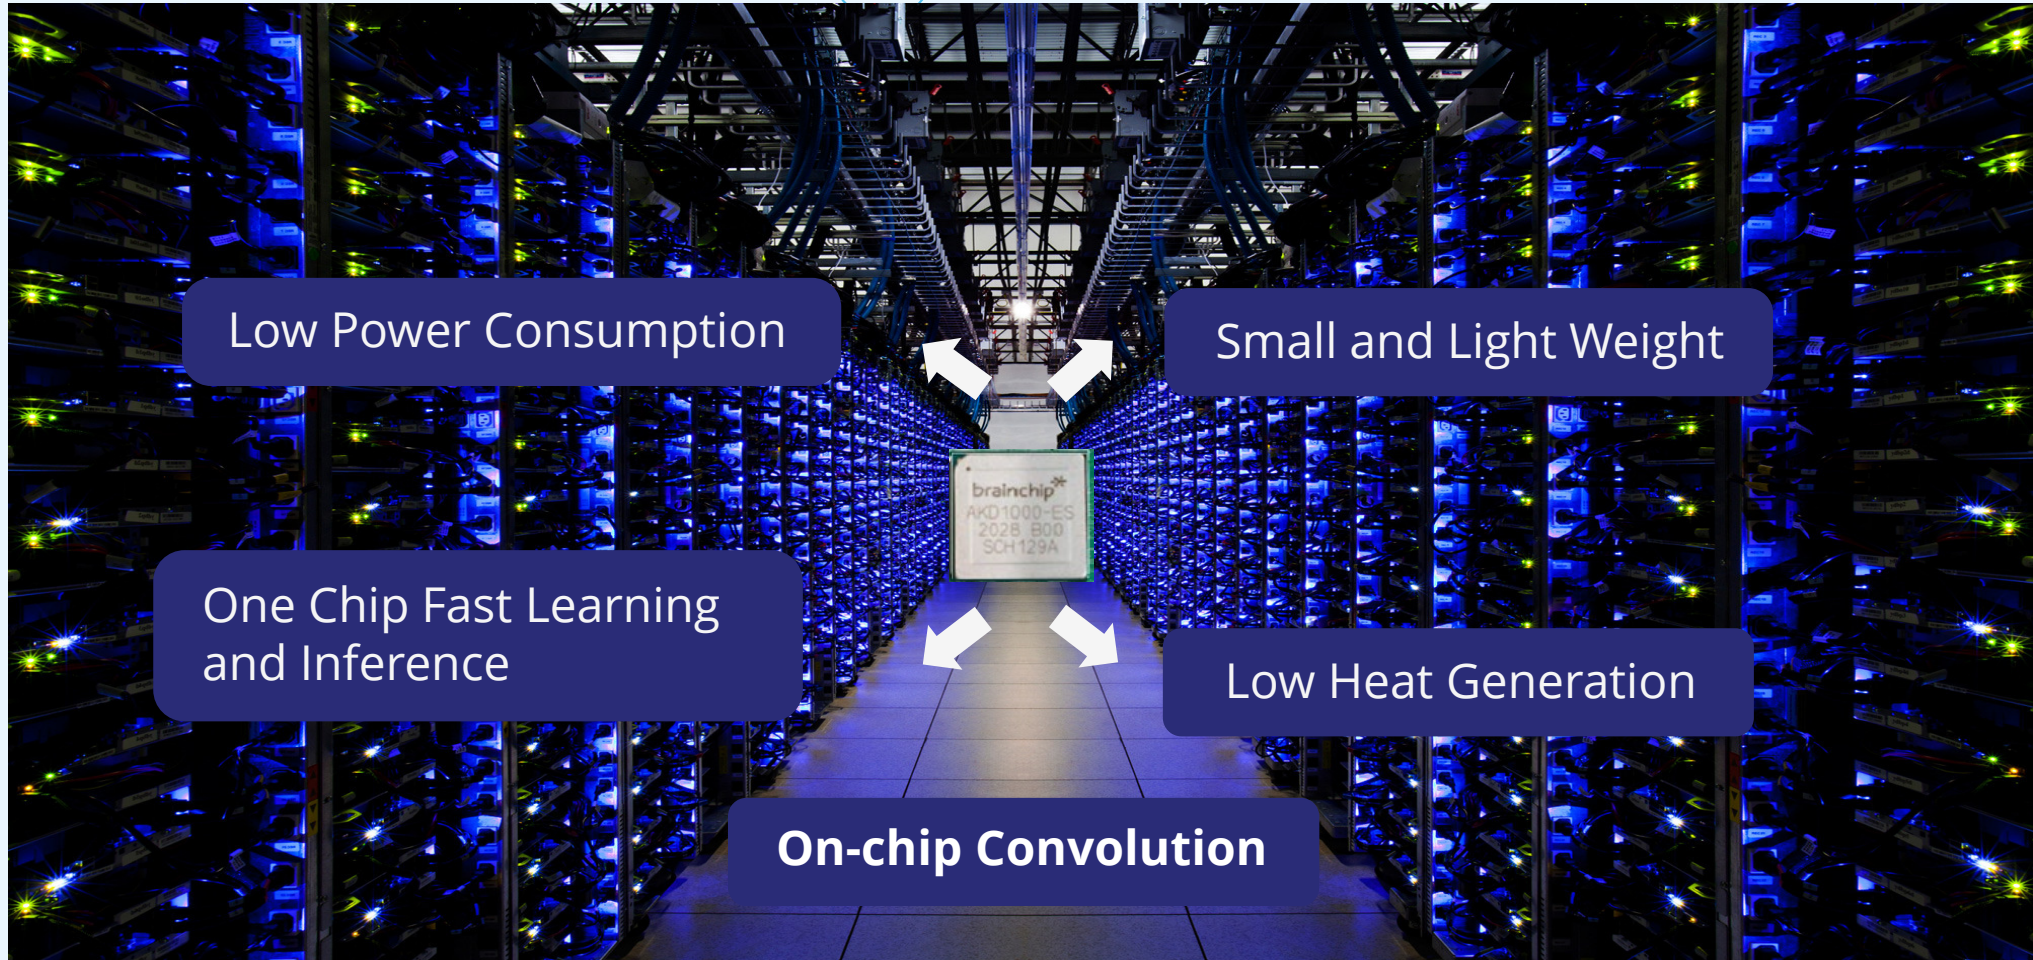 Low Power Consumption
Small and Light Weight
brainchip
AKD1000-ES
2028 B00
SCH129A
One Chip Fast Learning
and Inference
Low Heat Generation
On-chip Convolution